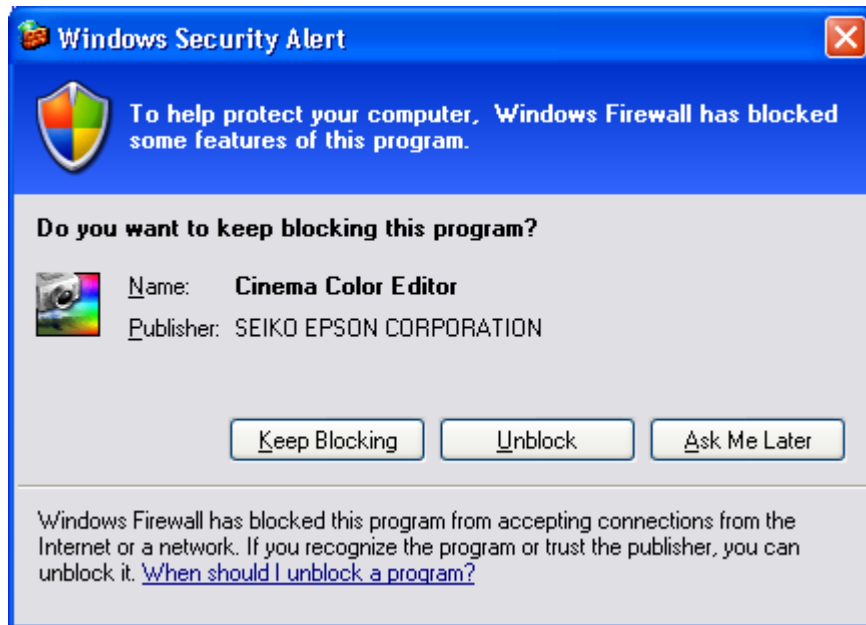 Windows Security Alert
To help protect your computer, Windows Firewall has blocked
some features of this program.
Do you want to keep blocking this program?
Name: Cinema Color Editor
Publisher: SEIKO EPSON CORPORATION
Keep Blocking Unblock Ask Me Later
Windows Firewall has blocked this program from accepting connections from the
Internet or a network. If you recognize the program or trust the publisher, you can
unblock it. When should I unblock a program?